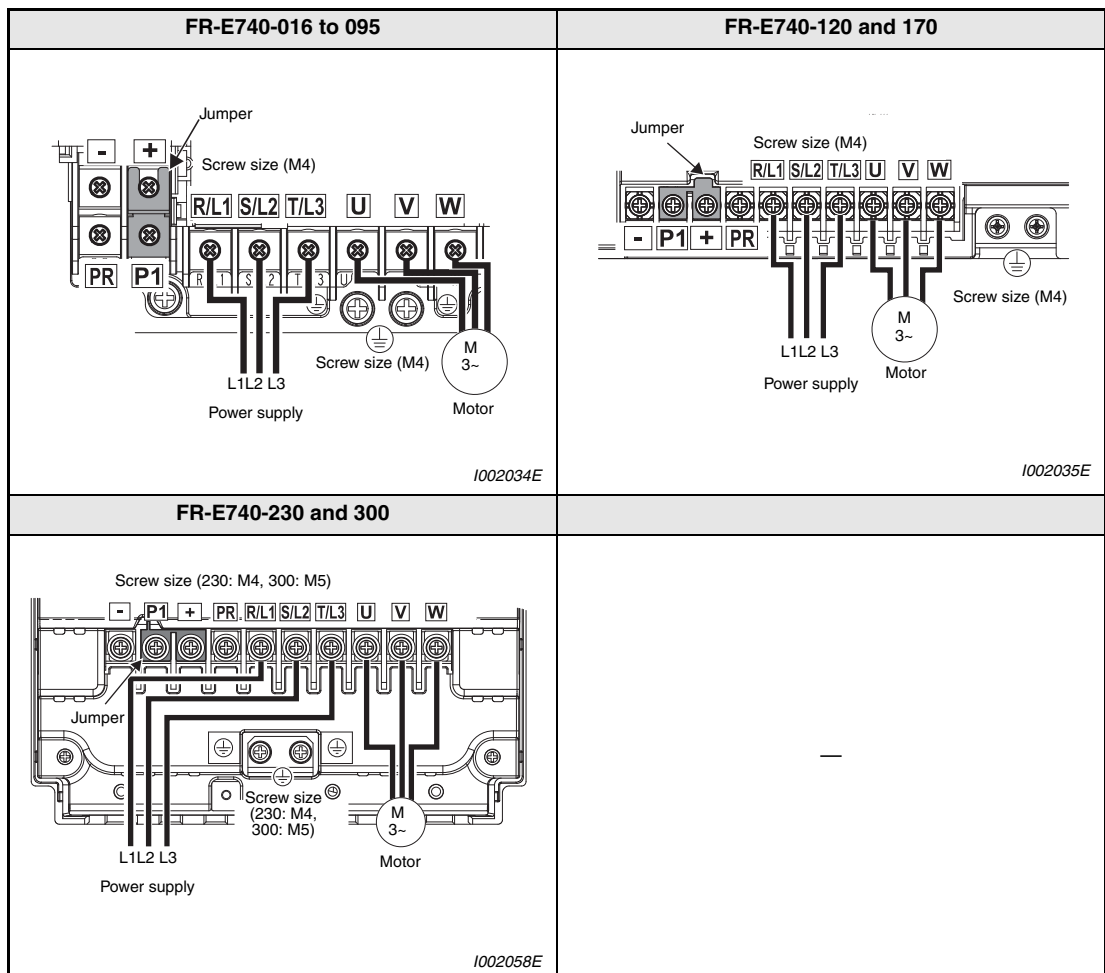 FR-E740-016 to 095
Jumper
- +
Screw size (M4)
R/L1 S/L2 T/L3 U V W
PR P1
Screw size (M4)
M
3~
L1L2 L3
Power supply
Motor
I002034E
FR-E740-120 and 170
Jumper
Screw size (M4)
R/L1 S/L2 T/L3 U V W
- P1 + PR
Screw size (M4)
M
3~
L1L2 L3
Motor
Power supply
I002035E
FR-E740-230 and 300
Screw size (230: M4, 300: M5)
- P1 + PR R/L1 S/L2 T/L3 U V W
Jumper
Screw size
(230: M4,
300: M5)
M
3~
L1L2 L3
Motor
Power supply
I002058E
—